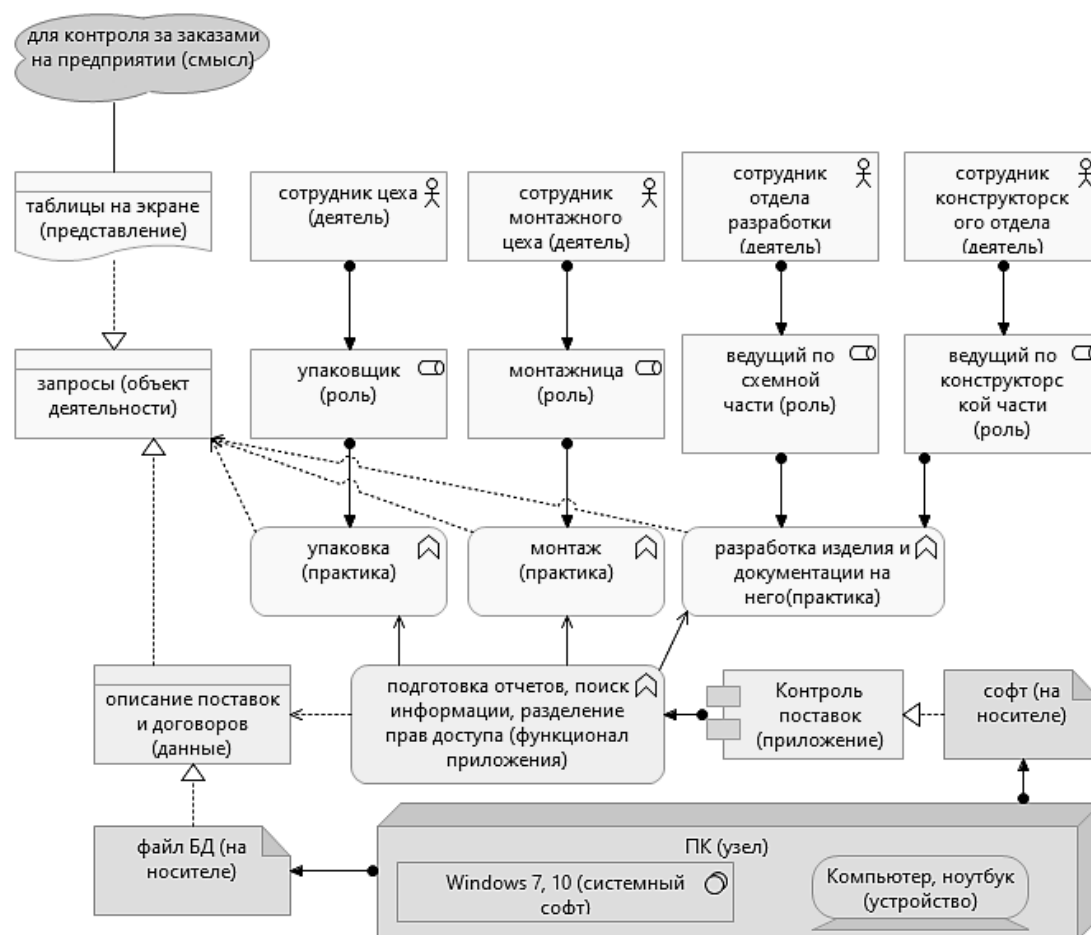 для контроля за заказами
на предприятии (смысл)
таблицы на экране
(представление)
сотрудник цеха
(деятель)
сотрудник
монтажного
цеха (деятель)
сотрудник
отдела
разработки
(деятель)
сотрудник
конструкторск
ого отдела
(деятель)
запросы (объект
деятельности)
упаковщик
(роль)
монтажница
(роль)
ведущий по
схемной
части (роль)
ведущий по
конструкторс
кой части
(роль)
упаковка
(практика)
монтаж
(практика)
разработка изделия и
документации на
него(практика)
описание поставок
и договоров
(данные)
подготовка отчетов, поиск
информации, разделение
прав доступа (функционал
приложения)
Контроль
поставок
(приложение)
софт (на
носителе)
файл БД (на
носителе)
ПК (узел)
Windows 7, 10 (системный
софт)
Компьютер, ноутбук
(устройство)